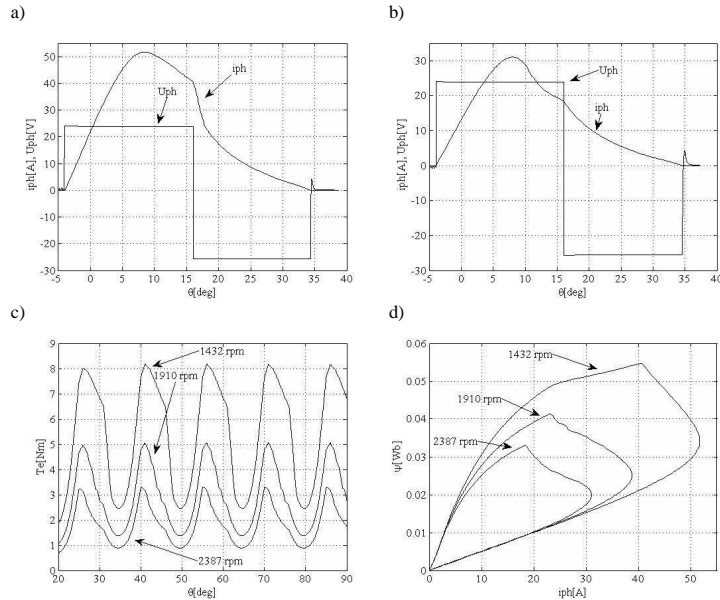 a)
50
40
30
20
10
0
-10
-20
-30
iph[A], Uph[V]
Uph
iph
-5 0 5 10 15 20 25 30 35 40
θ[deg]
b)
30
20
10
0
-10
-20
-30
iph[A], Uph[V]
Uph
iph
-5 0 5 10 15 20 25 30 35 40
θ[deg]
c)
9
8
7
6
5
4
3
2
1
0
Te[Nm]
1432 rpm
1910 rpm
2387 rpm
20 30 40 50 60 70 80 90
θ[deg]
d)
0.06
0.05
0.04
0.03
0.02
0.01
0
ψ[Wb]
1432 rpm
1910 rpm
2387 rpm
0 10 20 30 40 50
iph[A]